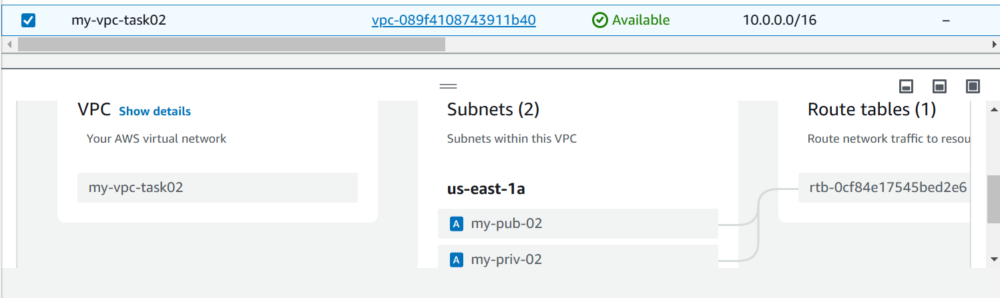 my-vpc-task02 vpc-089f4108743911b40 Available 10.0.0.0/16 –
VPC Show details
Your AWS virtual network
my-vpc-task02
Subnets (2)
Subnets within this VPC
us-east-1a
A my-pub-02
A my-priv-02
Route tables (1)
Route network traffic to resou
rtb-0cf84e17545bed2e6